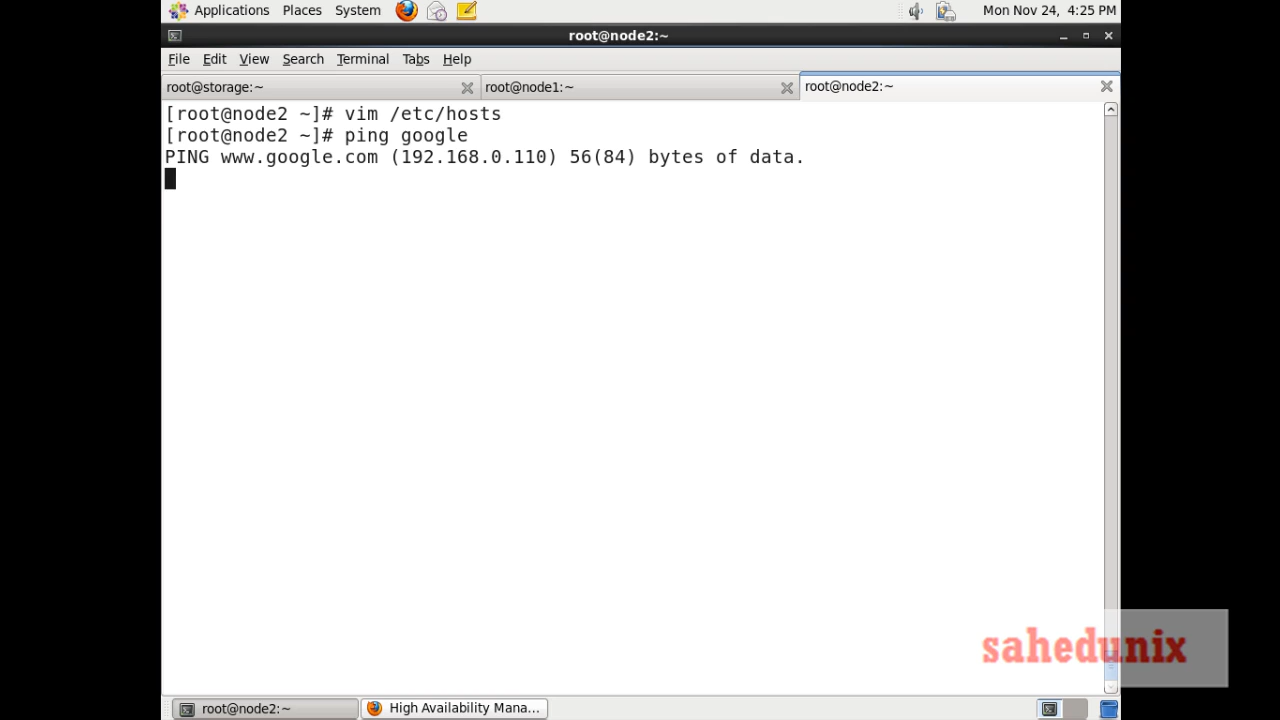 Applications Places System Mon Nov 24, 4:25 PM
root@node2:~
File Edit View Search Terminal Tabs Help
root@storage:~ root@node1:~ root@node2:~
[root@node2 ~]# vim /etc/hosts
[root@node2 ~]# ping google
PING www.google.com (192.168.0.110) 56(84) bytes of data.
sahedunix
root@node2:~ High Availability Mana...